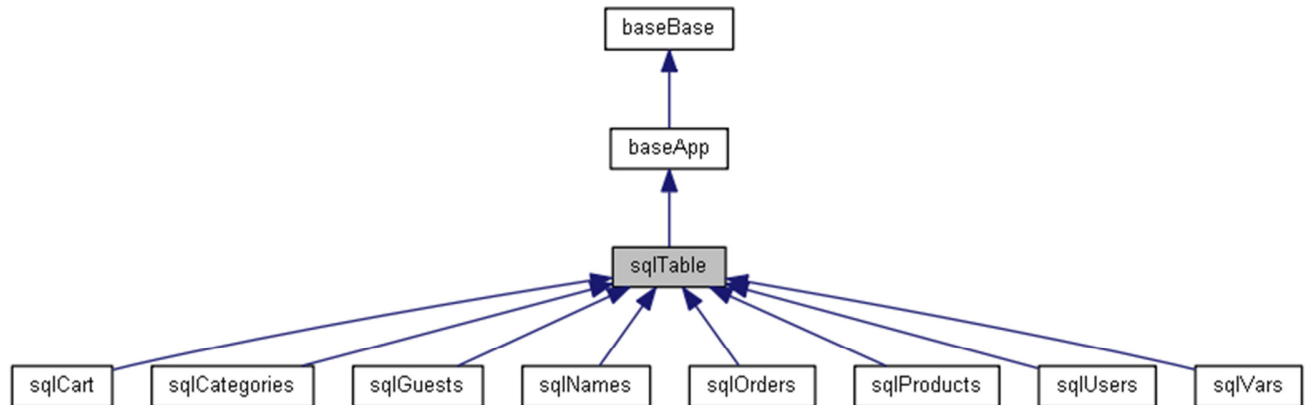 baseBase
baseApp
sqlTable
sqlCart sqlCategories sqlGuests sqlNames sqlOrders sqlProducts sqlUsers sqlVars